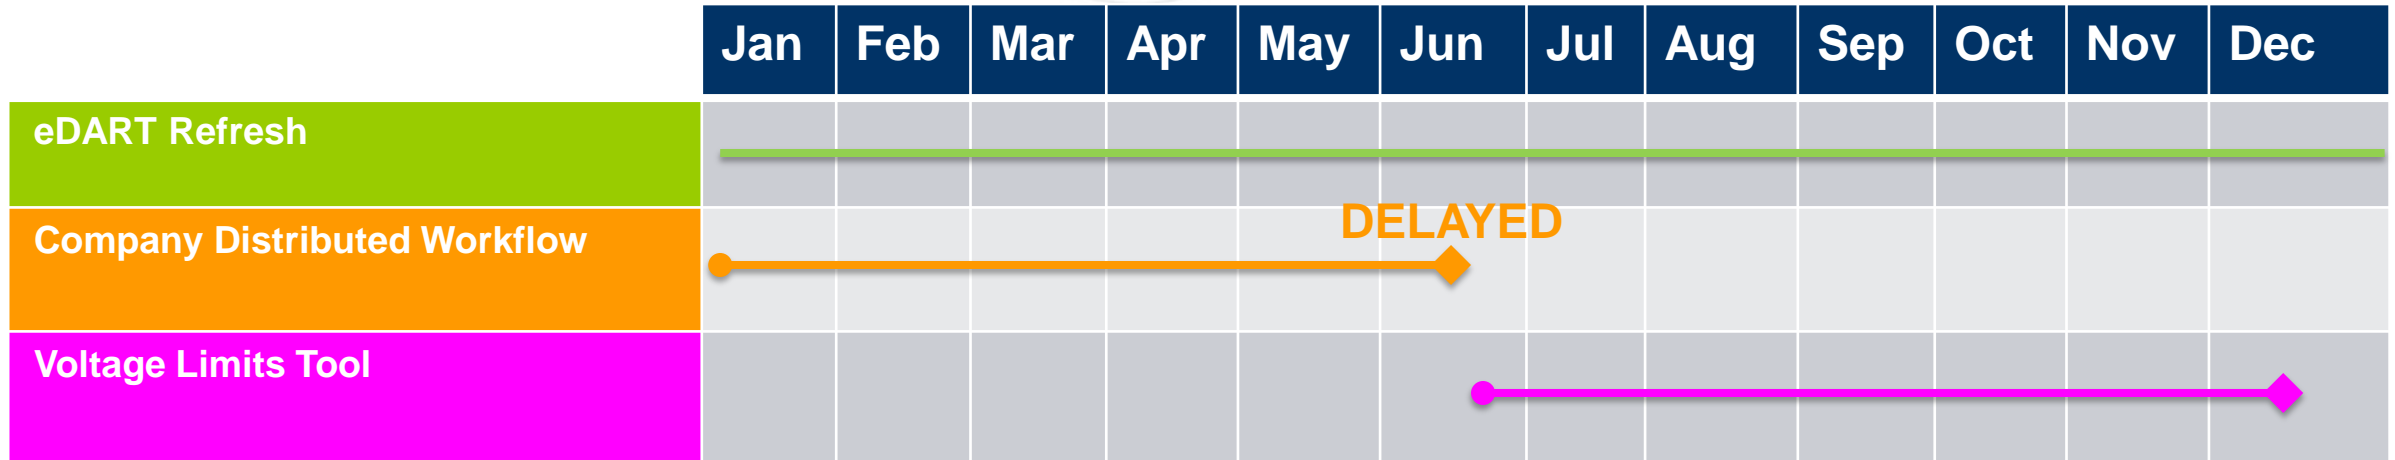 Jan Feb Mar Apr May Jun Jul Aug Sep Oct Nov Dec
eDART Refresh
DELAYED
Company Distributed Workflow
Voltage Limits Tool